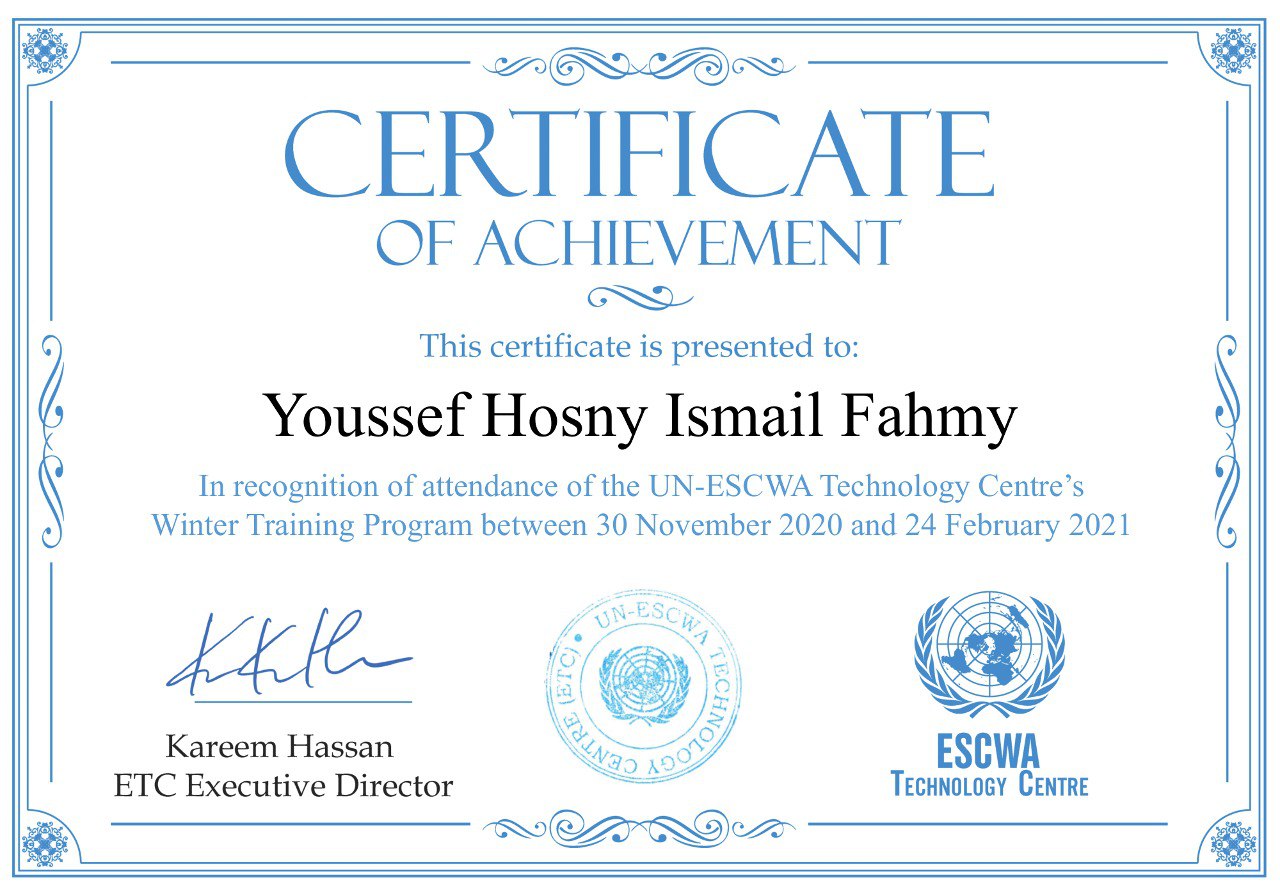 CERTIFICATE
OF ACHIEVEMENT
This certificate is presented to:
Youssef Hosny Ismail Fahmy
In recognition of attendance of the UN-ESCWA Technology Centre’s
Winter Training Program between 30 November 2020 and 24 February 2021
Kareem Hassan
ETC Executive Director
UN-ESCWA TECHNOLOGY CENTRE (ETC)
ESCWA
TECHNOLOGY CENTRE